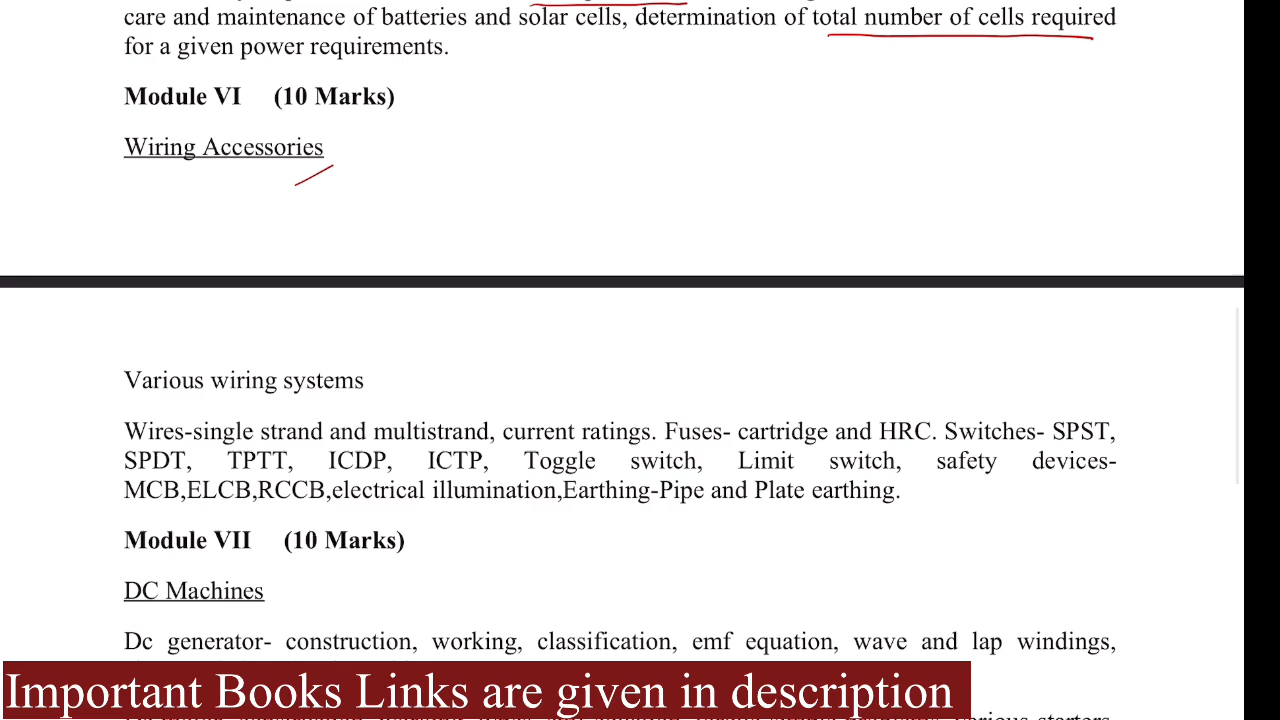 care and maintenance of batteries and solar cells, determination of total number of cells required
for a given power requirements.
Module VI (10 Marks)
Wiring Accessories
Various wiring systems
Wires-single strand and multistrand, current ratings. Fuses- cartridge and HRC. Switches- SPST,
SPDT, TPTT, ICDP, ICTP, Toggle switch, Limit switch, safety devices-
MCB,ELCB,RCCB,electrical illumination,Earthing-Pipe and Plate earthing.
Module VII (10 Marks)
DC Machines
Dc generator- construction, working, classification, emf equation, wave and lap windings,
Important Books Links are given in description